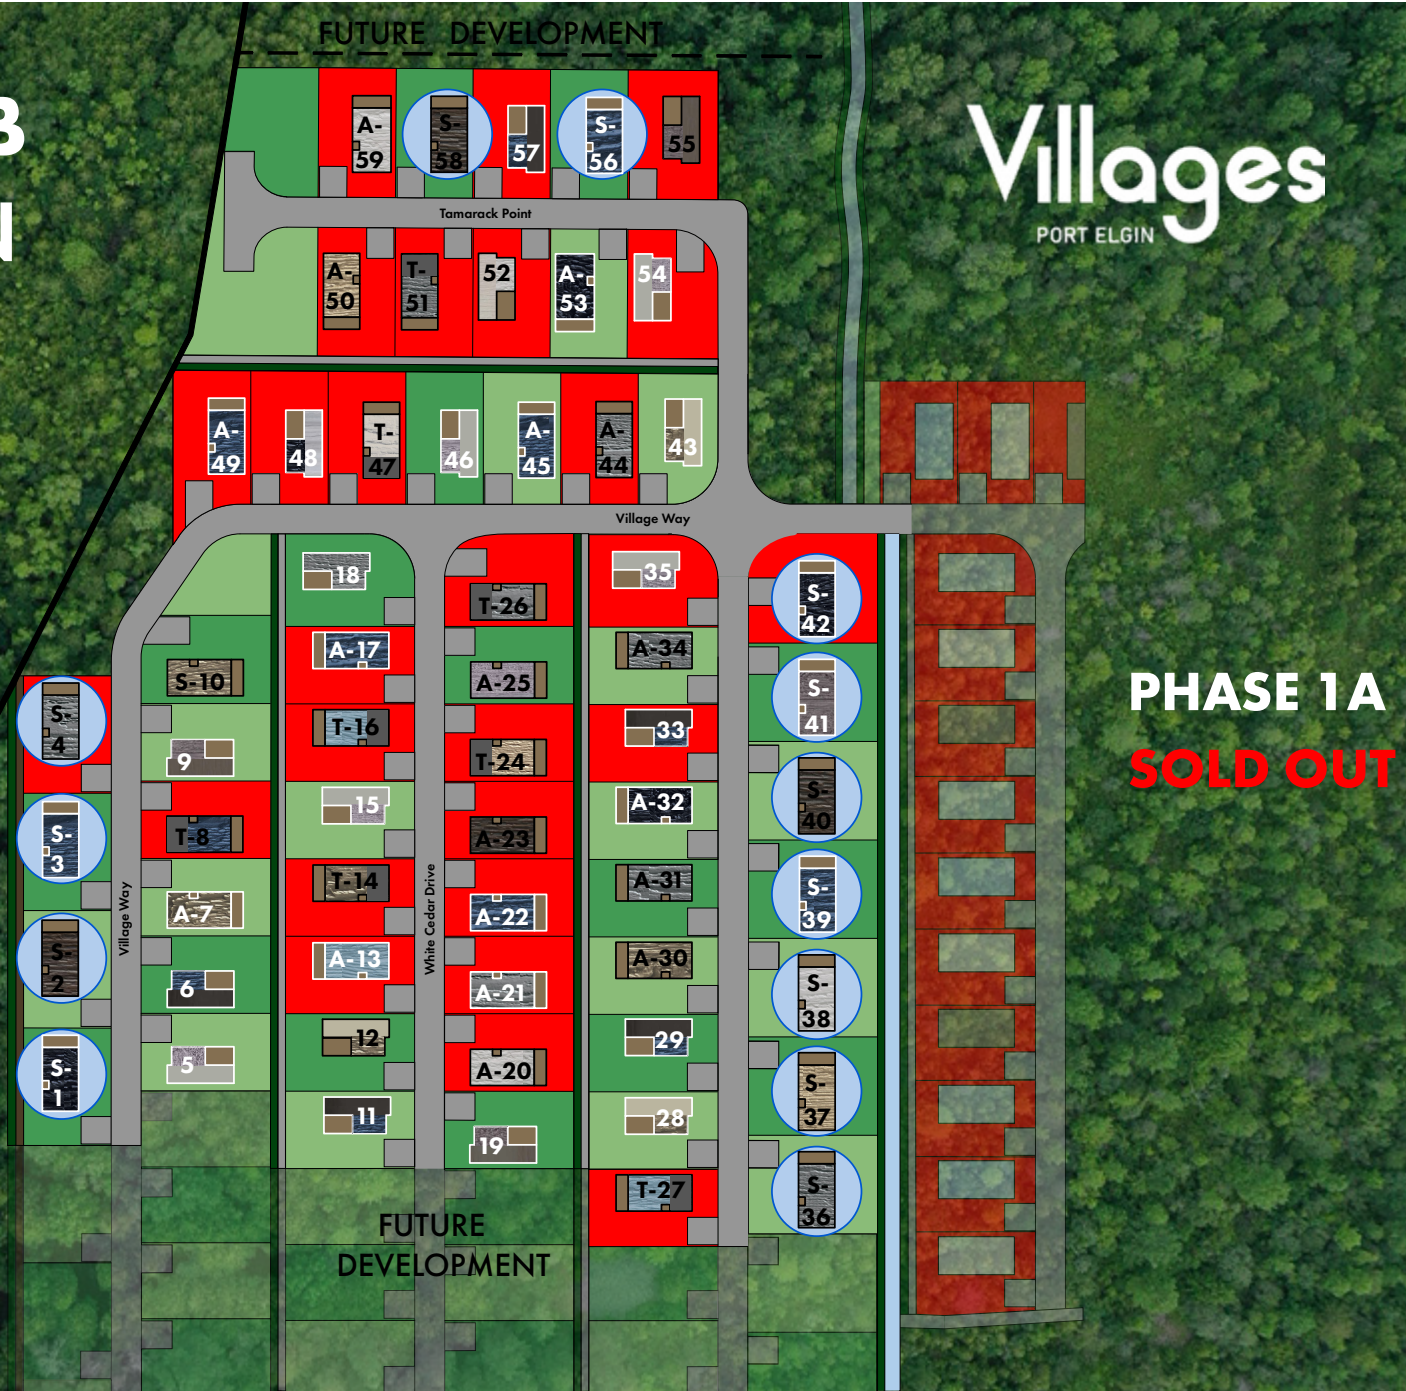 FUTURE DEVELOPMENT
B
N
Villages
PORT ELGIN
A-
59
S-
58
57
S-
56
55
Tamarack Point
A-
50
T-
51
52
A-
53
54
A-
49
48
T-
47
46
A-
45
A-
44
43
Village Way
18
T-26
35
S-
42
A-17
A-34
S-10
A-25
S-
41
PHASE 1A
SOLD OUT
S-
4
T-16
33
9
T-24
S-
40
15
A-32
S-
3
T-8
A-23
T-14
A-31
S-
39
A-7
A-22
Village Way
White Cedar Drive
S-
2
A-13
A-30
6
A-21
S-
38
12
29
S-
1
5
A-20
S-
37
11
28
19
T-27
S-
36
FUTURE
DEVELOPMENT